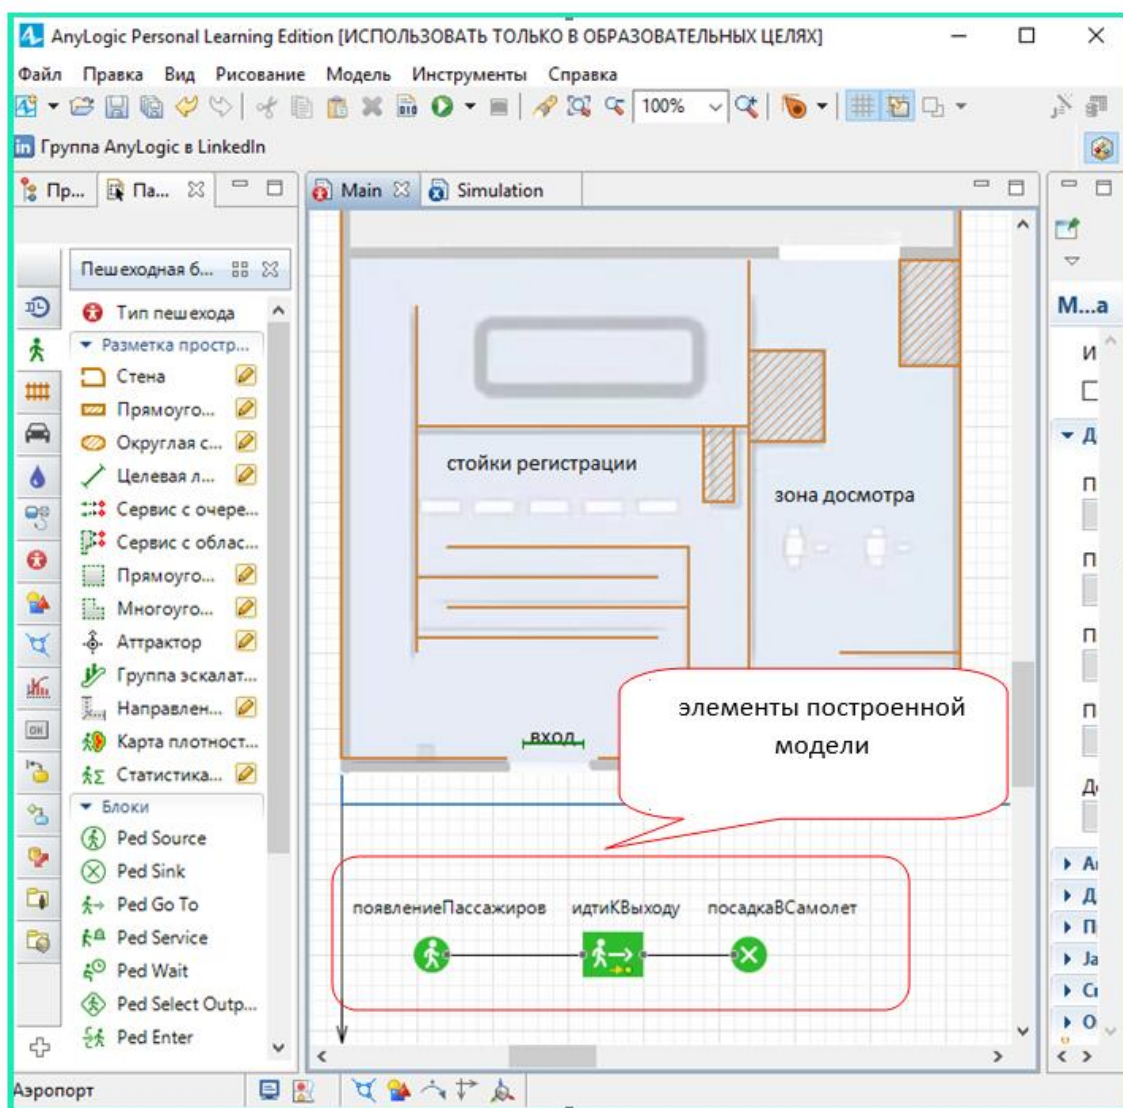 AnyLogic Personal Learning Edition [ИСПОЛЬЗОВАТЬ ТОЛЬКО В ОБРАЗОВАТЕЛЬНЫХ ЦЕЛЯХ]
Файл Правка Вид Рисование Модель Инструменты Справка
100%
in Группа AnyLogic в LinkedIn
Пр... Па... Main Simulation
Пешеходная б...
Тип пешехода
Разметка простр...
Стена
Прямоуго...
Округлая с...
Целевая л...
Сервис с очере...
Сервис с облас...
Прямоуго...
Многоуго...
Аттрактор
Группа эскалат...
Направлен...
Карта плотност...
Статистика...
Блоки
Ped Source
Ped Sink
Ped Go To
Ped Service
Ped Wait
Ped Select Outp...
Ped Enter
OK
стойки регистрации
зона досмотра
вход
элементы построенной
модели
появлениеПассажиров идтиКВыходу посадкаВСамолет
М...а
И
Д
П
П
П
П
Д
Д
П
Ja
О
Аэропорт